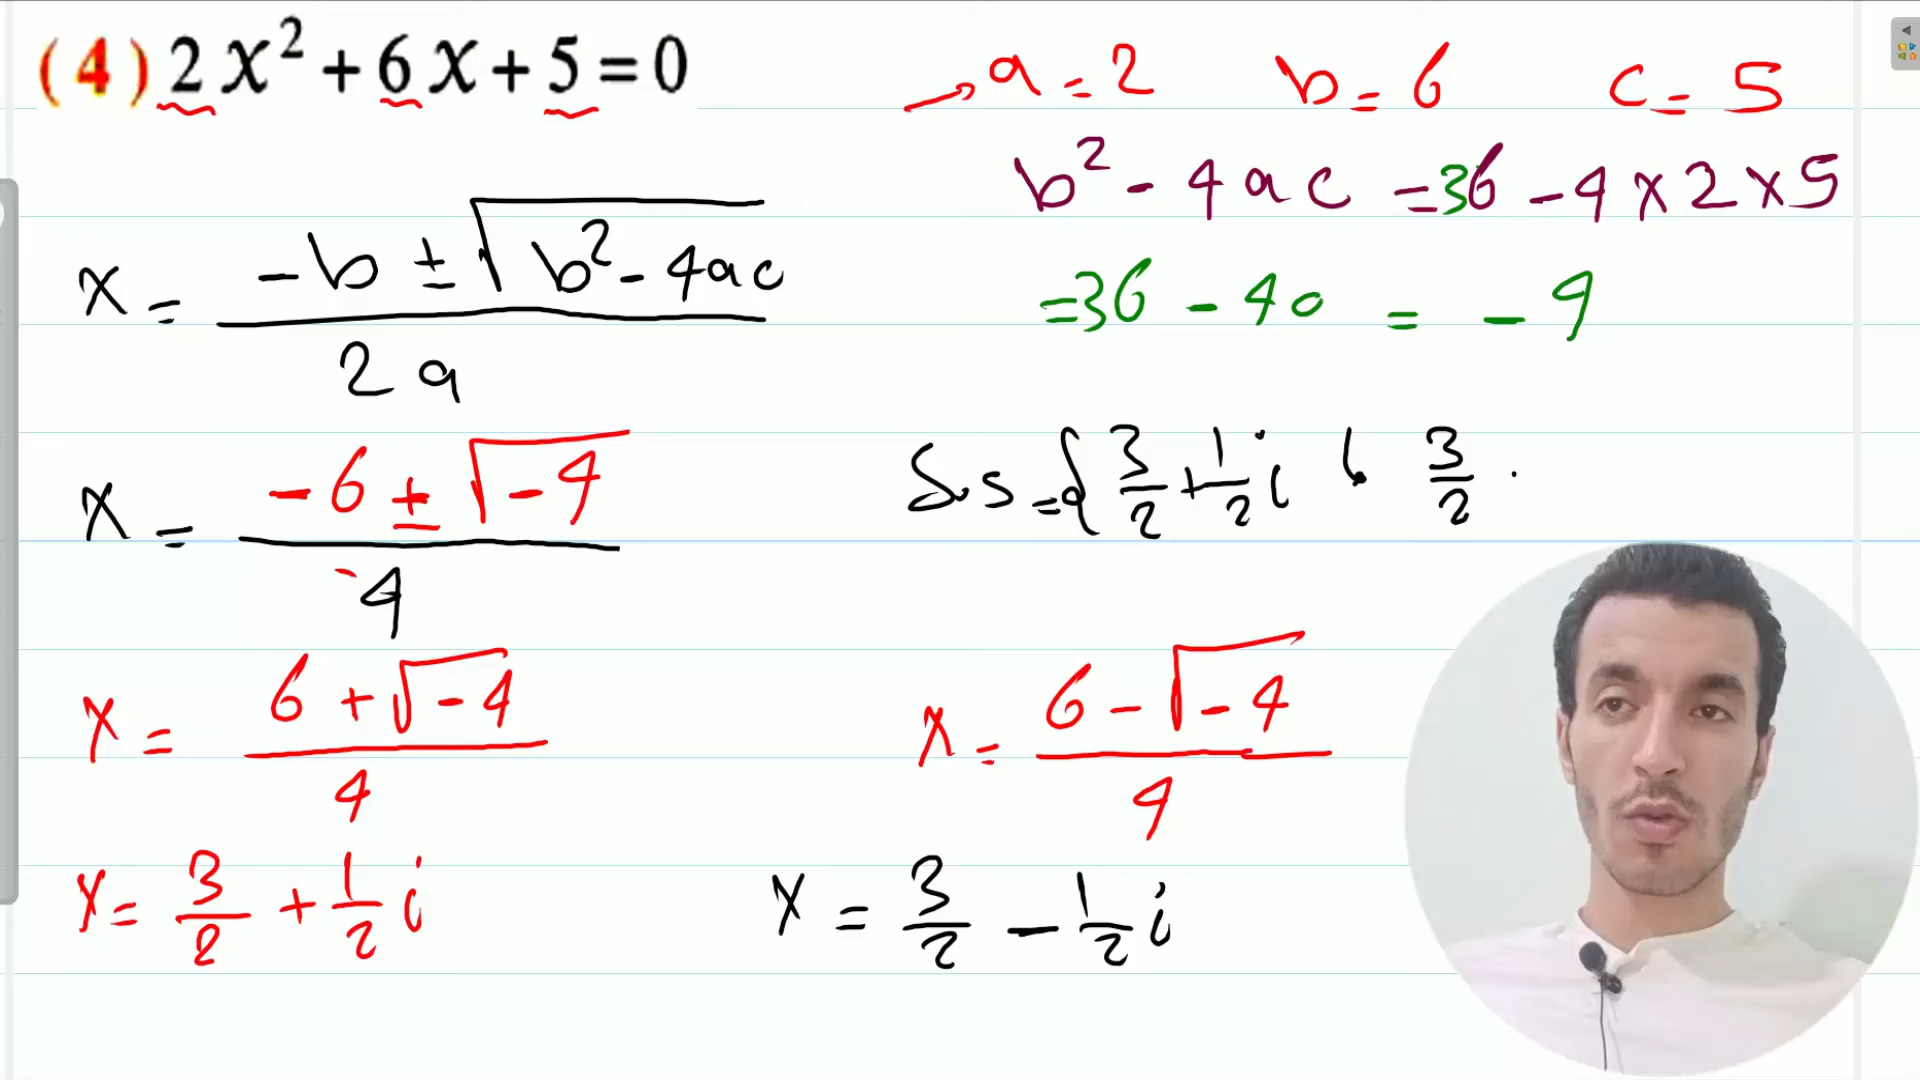 (4) 2x² + 6x + 5 = 0
a = 2 b = 6 c = 5
b² - 4ac = 36 - 4 × 2 × 5
= 36 - 40 = - 4
x = (-b ± √(b² - 4ac)) / 2a
x = (-6 ± √-4) / 4
S.S = { 3/2 + 1/2 i , 3/2
x = (6 + √-4) / 4
x = (6 - √-4) / 4
x = 3/2 + 1/2 i
x = 3/2 - 1/2 i